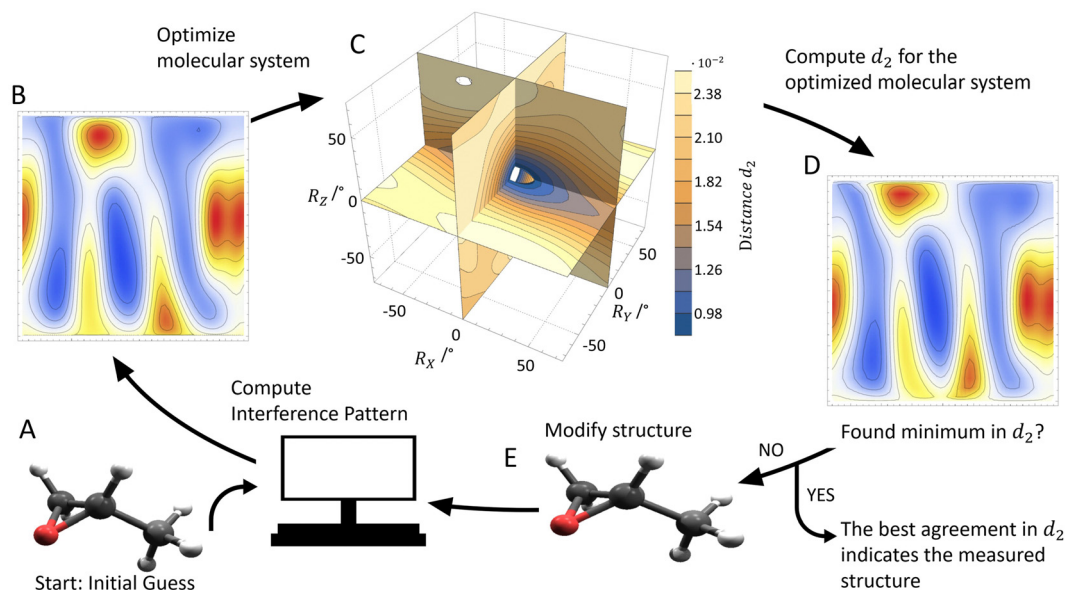 Optimize
molecular system
B
C
50
0
-50
R_Z /°
-50
0
50
R_X /°
50
0
-50
R_Y /°
· 10⁻²
2.38
2.10
1.82
1.54
1.26
0.98
Distance d₂
Compute d₂ for the
optimized molecular system
D
Found minimum in d₂?
NO
YES
The best agreement in d₂
indicates the measured
structure
Modify structure
E
Compute
Interference Pattern
A
Start: Initial Guess